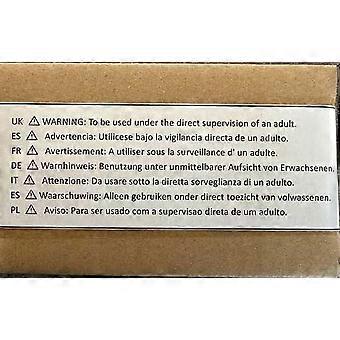 UK ⚠ WARNING: To be used under the direct supervision of an adult.
ES ⚠ Advertencia: Utilicese bajo la vigilancia directa de un adulto.
FR ⚠ Avertissement: A utiliser sous la surveillance d' un adulte.
DE ⚠ Warnhinweis: Benutzung unter unmittelbarer Aufsicht von Erwachsenen.
IT ⚠ Attenzione: Da usare sotto la diretta sorveglianza di un adulto.
ES ⚠ Waarschuwing: Alleen gebruiken onder direct toezicht van volwassenen.
PL ⚠ Aviso: Para ser usado com a supervisao direta de um adulto.